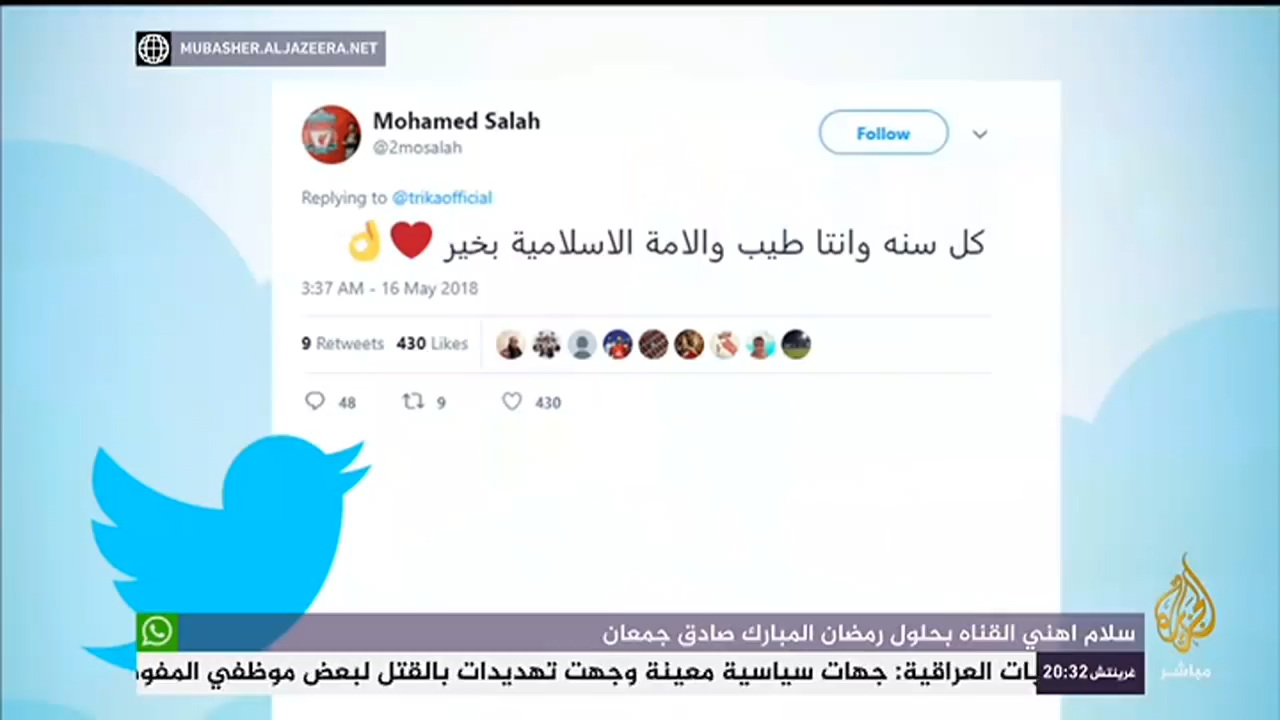 MUBASHER.ALJAZEERA.NET
Mohamed Salah
@2mosalah
Follow
Replying to @trikaofficial
كل سنه وانتا طيب والامة الاسلامية بخير ❤️👌
3:37 AM - 16 May 2018
9 Retweets 430 Likes
48 9 430
سلام اهني القناه بحلول رمضان المبارك صادق جمعان
غرينتش 20:32
العراقية: جهات سياسية معينة وجهت تهديدات بالقتل لبعض موظفي
الجزيرة
مباشر